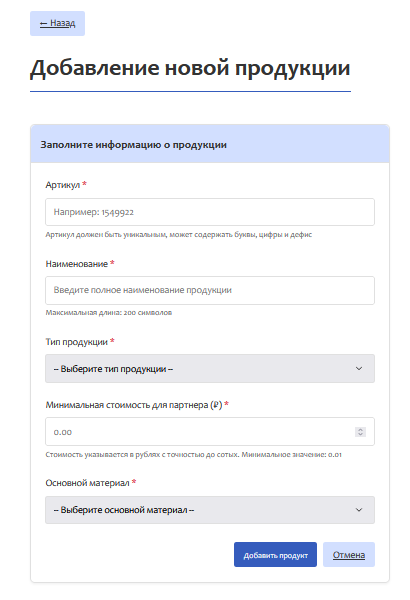 ← Назад
Добавление новой продукции
Заполните информацию о продукции
Артикул *
Например: 1549922
Артикул должен быть уникальным, может содержать буквы, цифры и дефис
Наименование *
Введите полное наименование продукции
Максимальная длина: 200 символов
Тип продукции *
-- Выберите тип продукции --
Минимальная стоимость для партнера (₽) *
0.00
Стоимость указывается в рублях с точностью до сотых. Минимальное значение: 0.01
Основной материал *
-- Выберите основной материал --
Добавить продукт Отмена